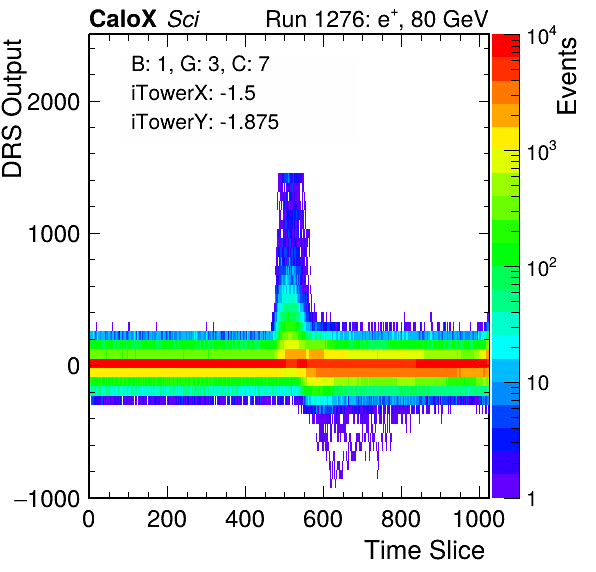 CaloX Sci
Run 1276: e⁺, 80 GeV
B: 1, G: 3, C: 7
iTowerX: -1.5
iTowerY: -1.875
DRS Output
2000
1000
0
−1000
0 200 400 600 800 1000
Time Slice
Events
10⁴
10³
10²
10
1